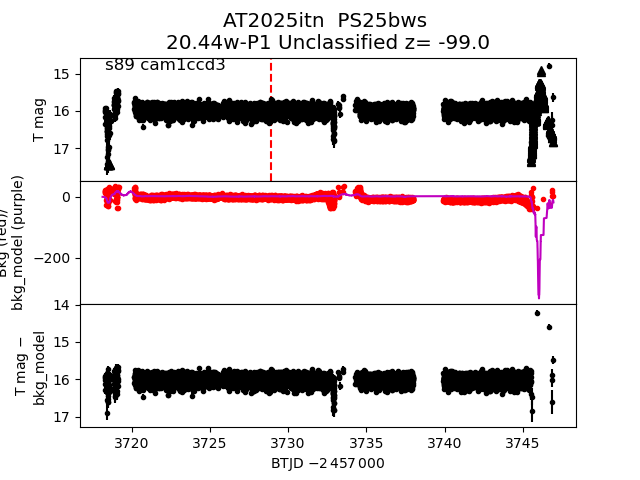 AT2025itn  PS25bws
20.44w-P1 Unclassified z= -99.0
s89 cam1ccd3
T mag
15
16
17
Bkg (red)/
bkg_model (purple)
0
−200
T mag −
bkg_model
14
15
16
17
3720 3725 3730 3735 3740 3745
BTJD −2 457 000